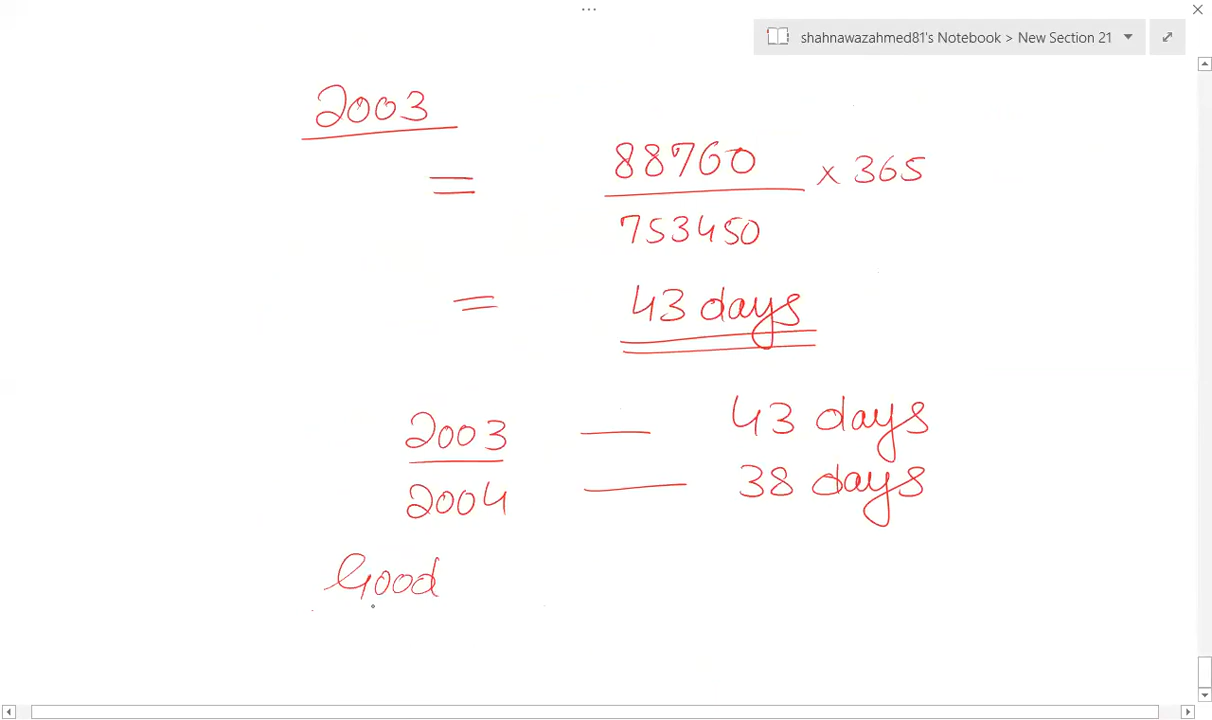 ...
shahnawazahmed81's Notebook > New Section 21
2003
= 88760 / 753450 x 365
= 43 days
2003 — 43 days
2004 — 38 days
Good